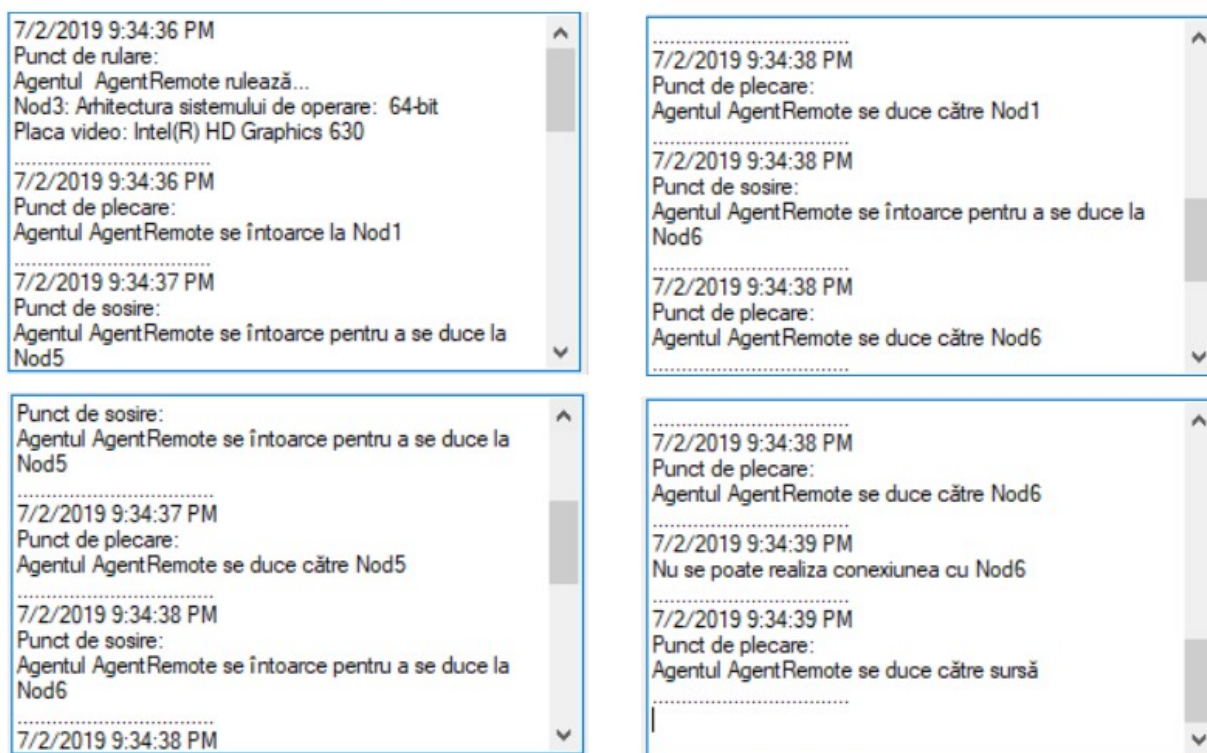 7/2/2019 9:34:36 PM
Punct de rulare:
Agentul  AgentRemote rulează...
Nod3: Arhitectura sistemului de operare:  64-bit
Placa video: Intel(R) HD Graphics 630
..................................
7/2/2019 9:34:36 PM
Punct de plecare:
Agentul AgentRemote se întoarce la Nod1
..................................
7/2/2019 9:34:37 PM
Punct de sosire:
Agentul AgentRemote se întoarce pentru a se duce la
Nod5
..................................
7/2/2019 9:34:38 PM
Punct de plecare:
Agentul AgentRemote se duce către Nod1
..................................
7/2/2019 9:34:38 PM
Punct de sosire:
Agentul AgentRemote se întoarce pentru a se duce la
Nod6
..................................
7/2/2019 9:34:38 PM
Punct de plecare:
Agentul AgentRemote se duce către Nod6
..................................
Punct de sosire:
Agentul AgentRemote se întoarce pentru a se duce la
Nod5
..................................
7/2/2019 9:34:37 PM
Punct de plecare:
Agentul AgentRemote se duce către Nod5
..................................
7/2/2019 9:34:38 PM
Punct de sosire:
Agentul AgentRemote se întoarce pentru a se duce la
Nod6
..................................
7/2/2019 9:34:38 PM
..................................
7/2/2019 9:34:38 PM
Punct de plecare:
Agentul AgentRemote se duce către Nod6
..................................
7/2/2019 9:34:39 PM
Nu se poate realiza conexiunea cu Nod6
..................................
7/2/2019 9:34:39 PM
Punct de plecare:
Agentul AgentRemote se duce către sursă
..................................